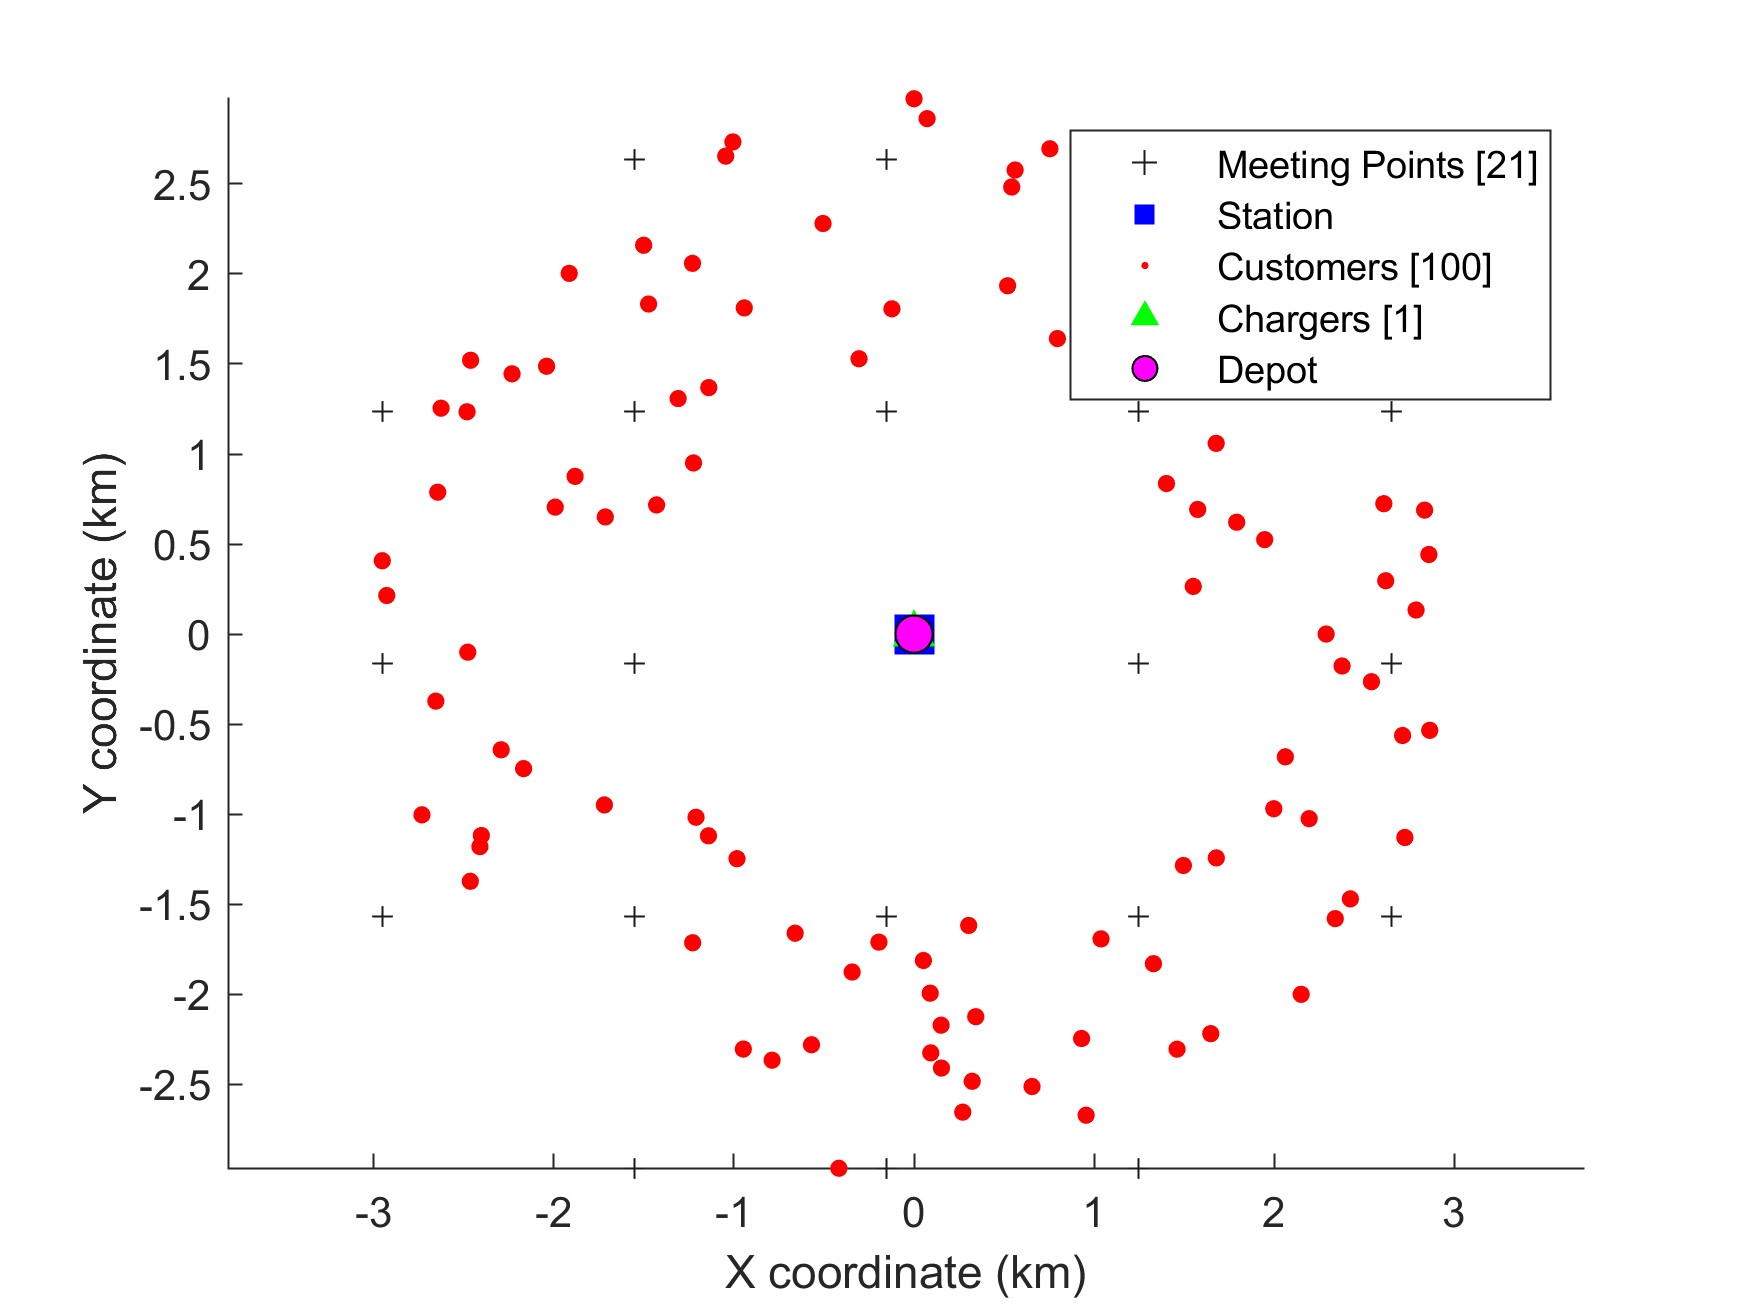 2.5
2
1.5
1
0.5
0
-0.5
-1
-1.5
-2
-2.5
Y coordinate (km)
Meeting Points [21]
Station
Customers [100]
Chargers [1]
Depot
-3 -2 -1 0 1 2 3
X coordinate (km)